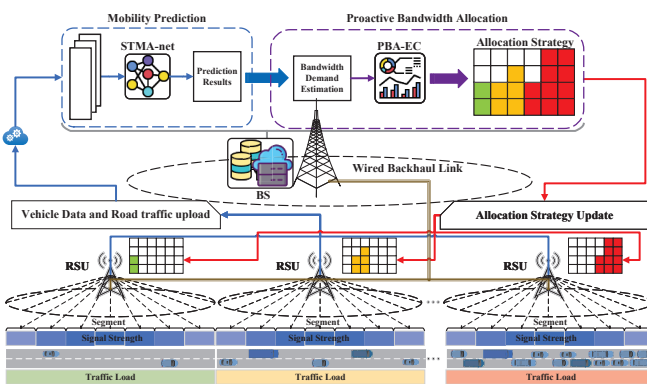 Mobility Prediction
Proactive Bandwidth Allocation
STMA-net
Prediction
Results
Bandwidth
Demand
Estimation
PBA-EC
Allocation Strategy
BS
Wired Backhaul Link
Vehicle Data and Road traffic upload
Allocation Strategy Update
RSU
RSU
RSU
...
Segment
Segment
Segment
Signal Strength
Signal Strength
Signal Strength
...
Traffic Load
Traffic Load
Traffic Load